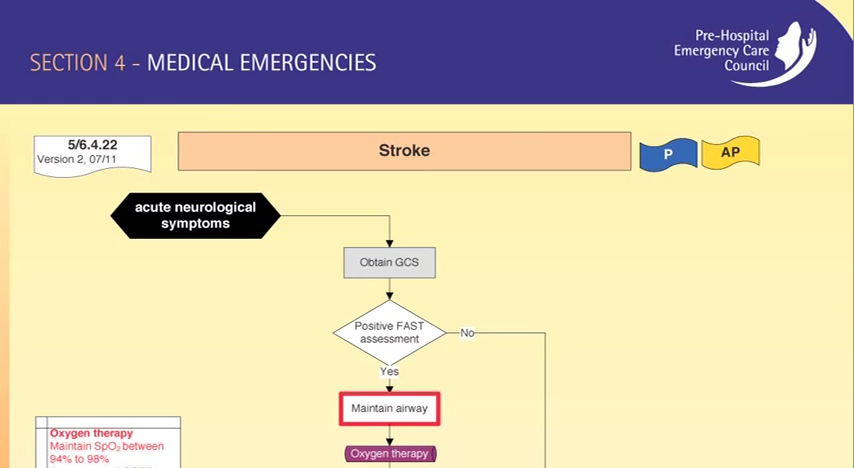 Pre-Hospital
Emergency Care
Council
SECTION 4 - MEDICAL EMERGENCIES
5/6.4.22
Version 2, 07/11
Stroke
P
AP
acute neurological
symptoms
Obtain GCS
Positive FAST
assessment
No
Yes
Maintain airway
Oxygen therapy
Oxygen therapy
Maintain SpO₂ between
94% to 98%